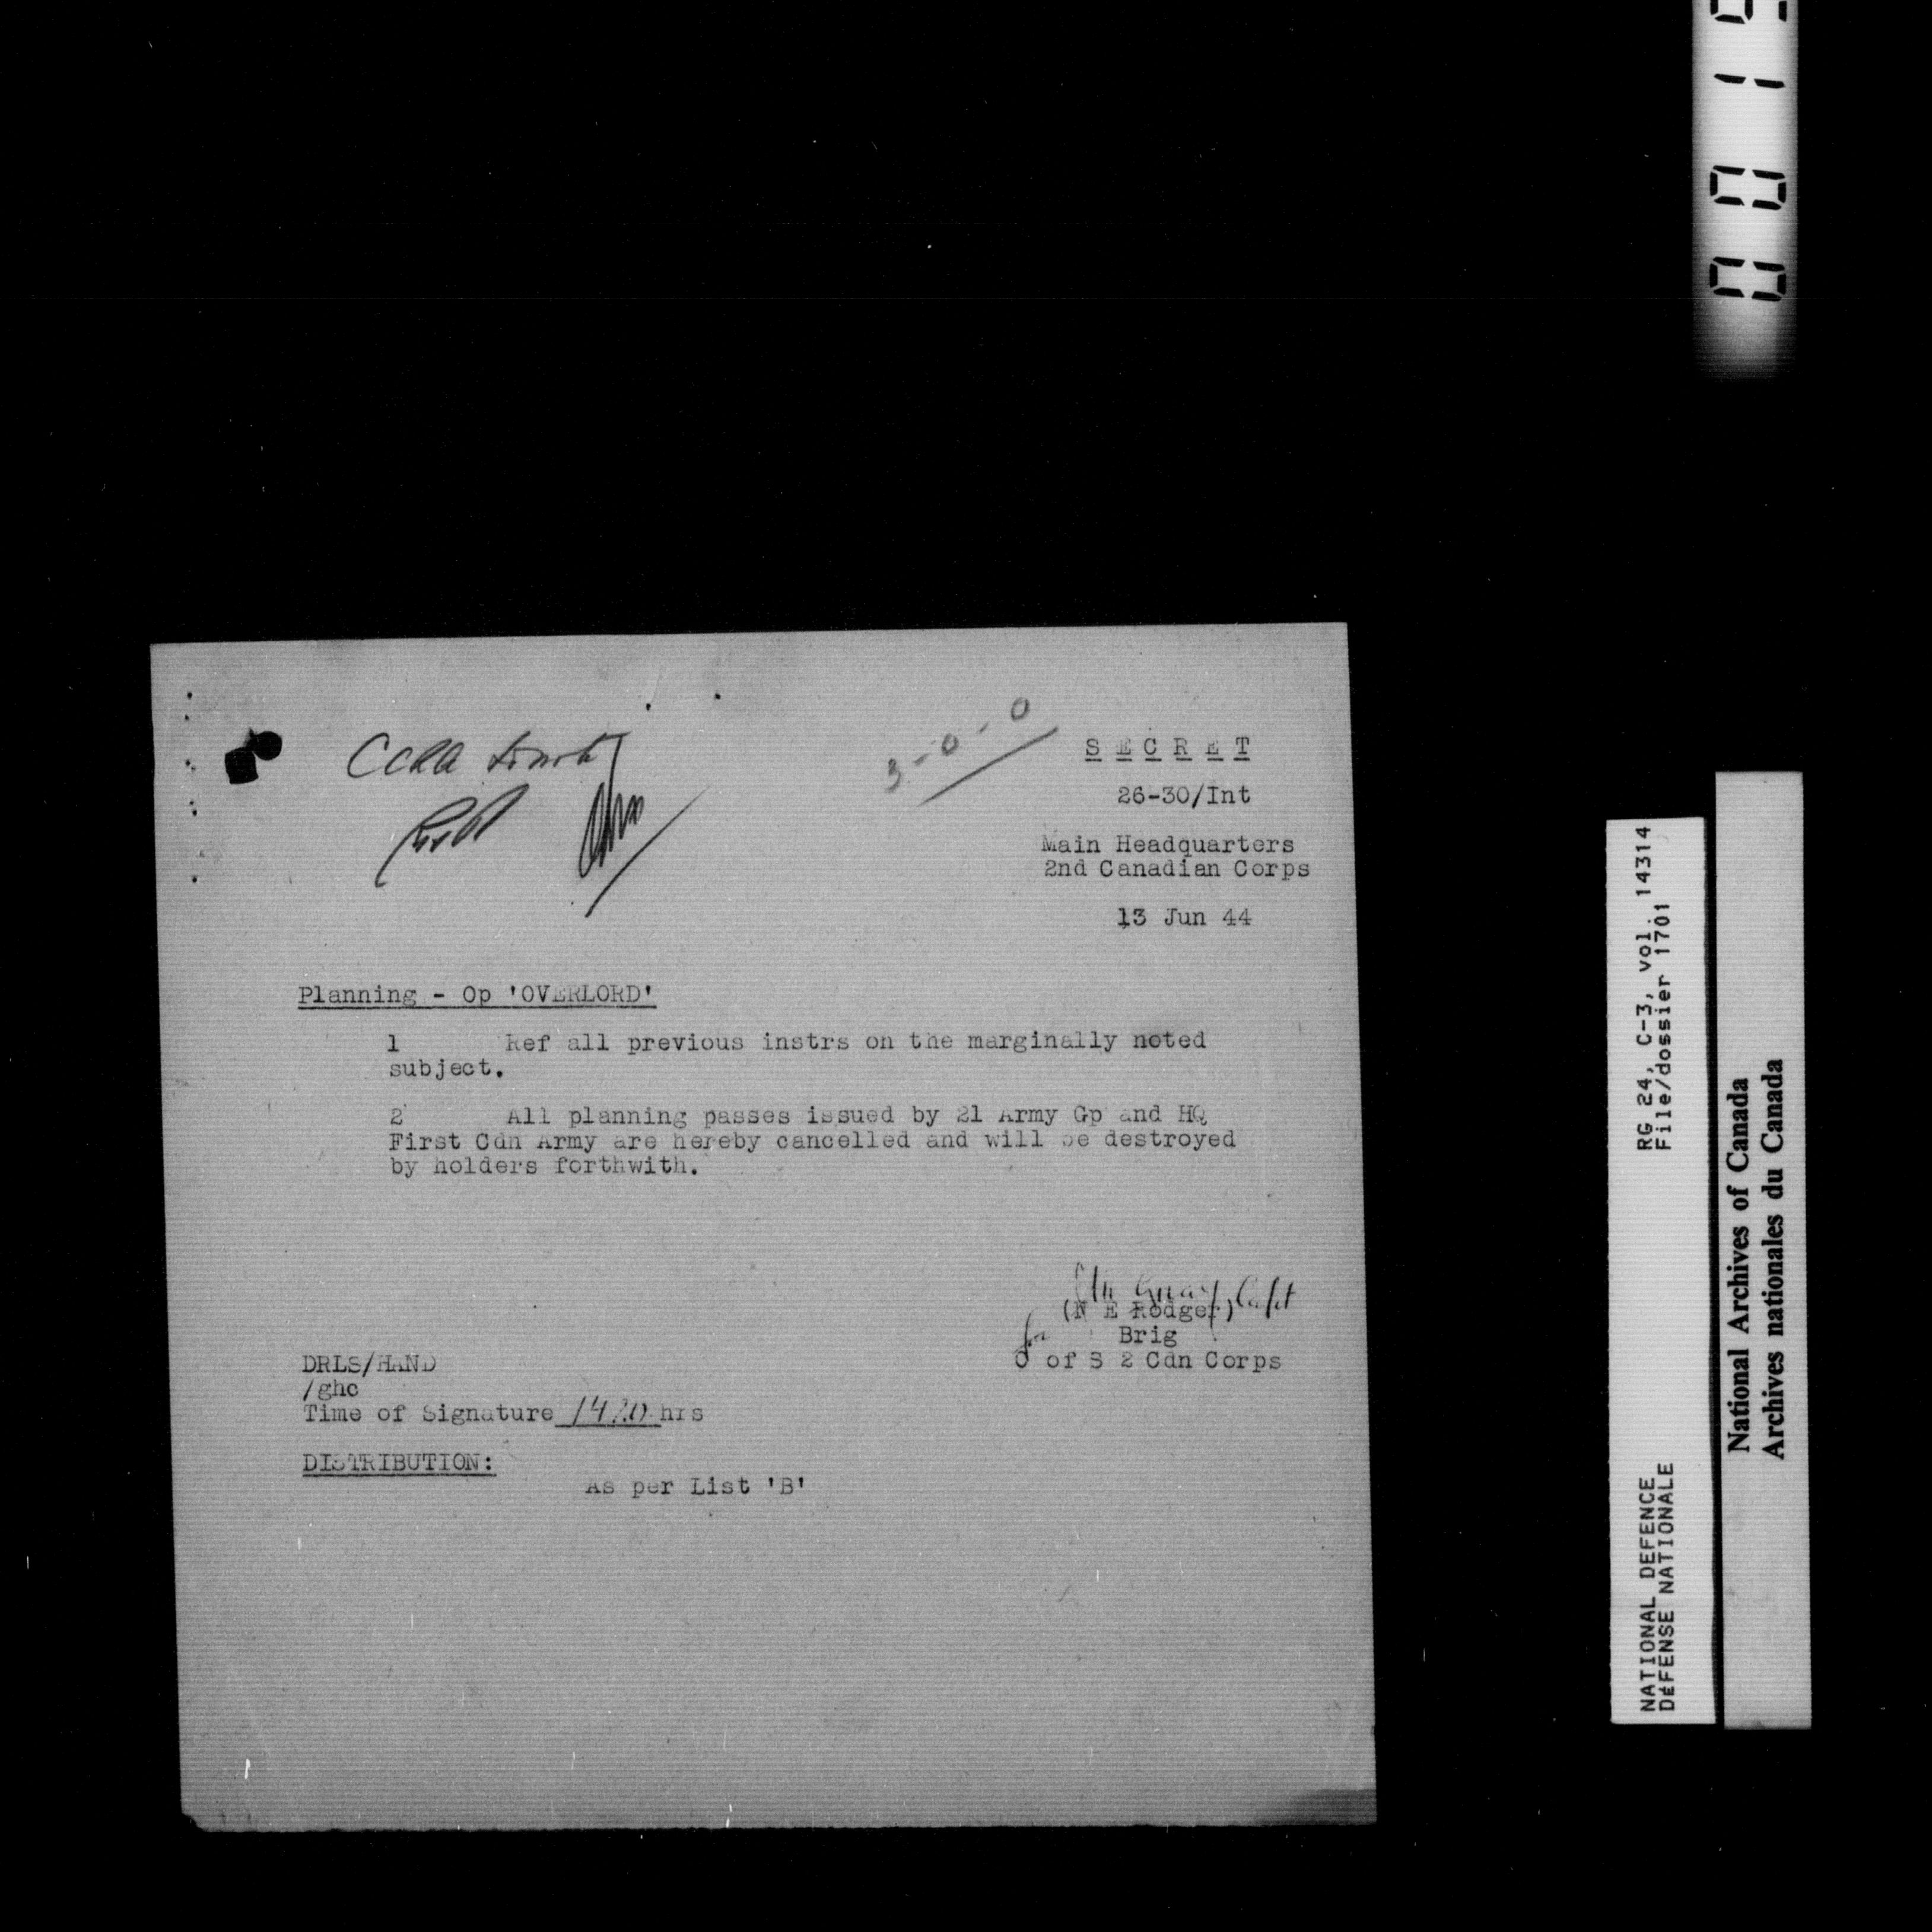 CCRA
3-0-0
S E C R E T
26-30/Int
Main Headquarters
2nd Canadian Corps
13 Jun 44
Planning - Op 'OVERLORD'
1 Ref all previous instrs on the marginally noted
subject.
2 All planning passes issued by 21 Army Gp and HQ
First Cdn Army are hereby cancelled and will be destroyed
by holders forthwith.
Capt
(N E Rodger)
for Brig
C of S 2 Cdn Corps
DRLS/HAND
/ghc
Time of Signature 1420 hrs
DISTRIBUTION:
As per List 'B'
RG 24, C-3, vol. 14314
File/dossier 1701
NATIONAL DEFENCE
DÉFENSE NATIONALE
National Archives of Canada
Archives nationales du Canada